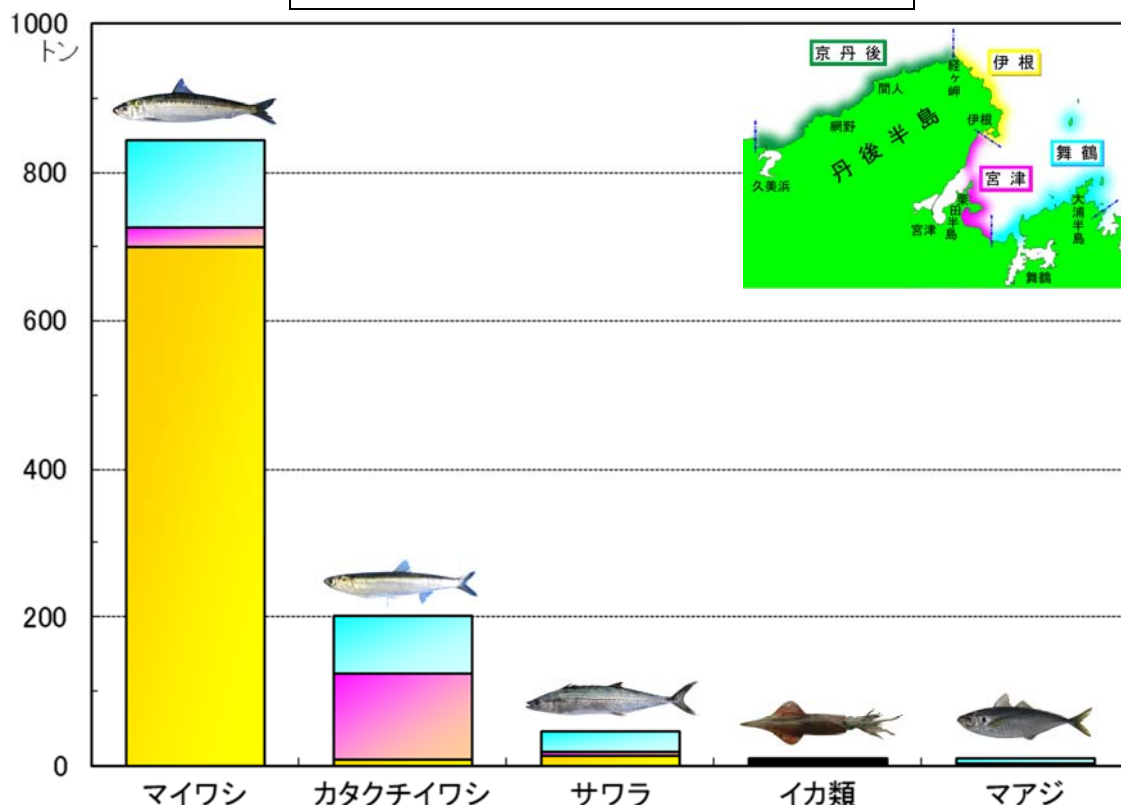 1000
トン
800
600
400
200
0
マイワシ
カタクチイワシ
サワラ
イカ類
マアジ
京丹後
伊根
経ヶ岬
間人
網野
丹後半島
伊根
舞鶴
久美浜
宮津
栗田半島
宮津
大浦半島
舞鶴